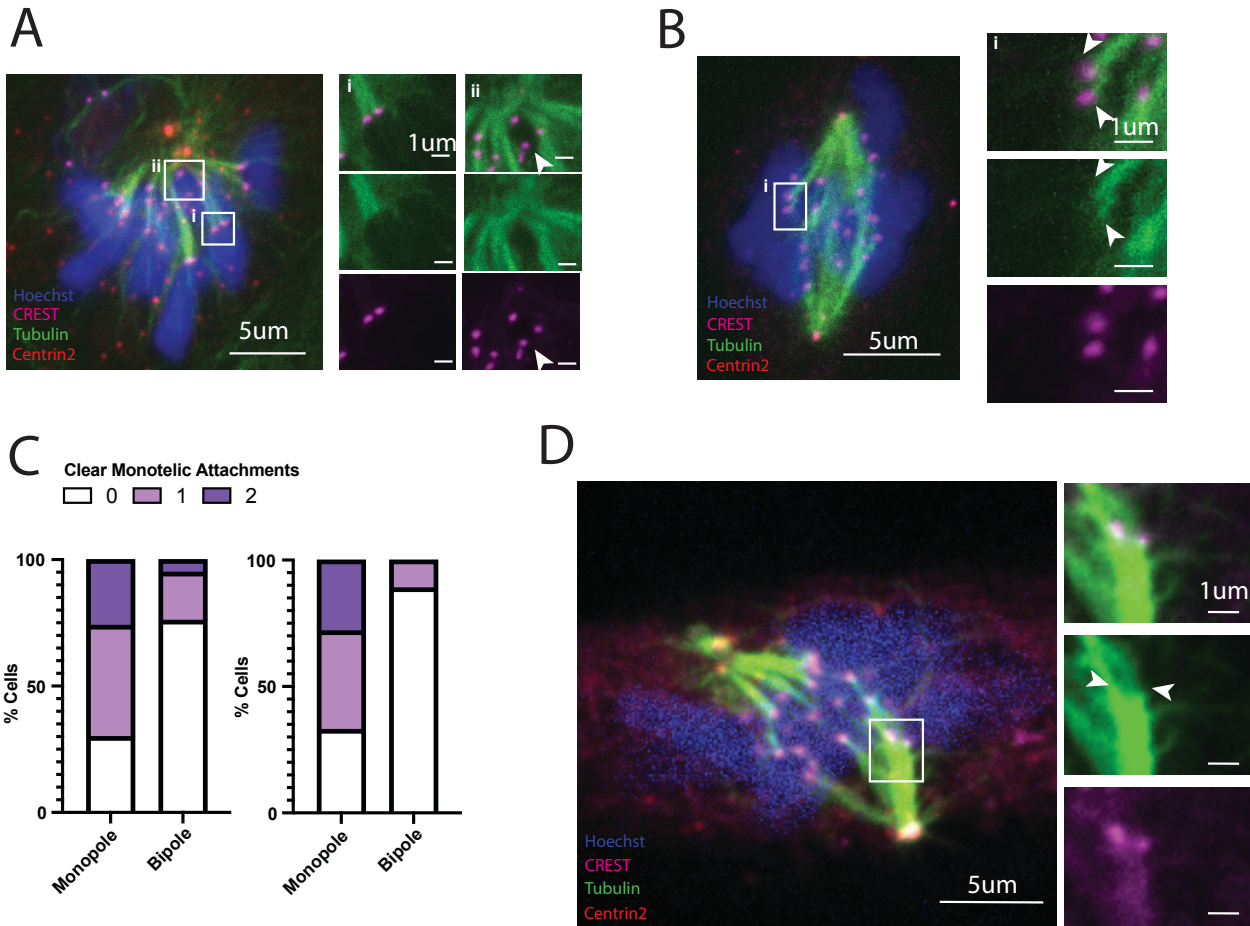 A
B
i
ii
1um
ii
i
Hoechst
CREST
Tubulin
Centrin2
5um
i
1um
i
Hoechst
CREST
Tubulin
Centrin2
5um
C
Clear Monotelic Attachments
0 1 2
% Cells
100
50
0
Monopole
Bipole
% Cells
100
50
0
Monopole
Bipole
D
1um
Hoechst
CREST
Tubulin
Centrin2
5um